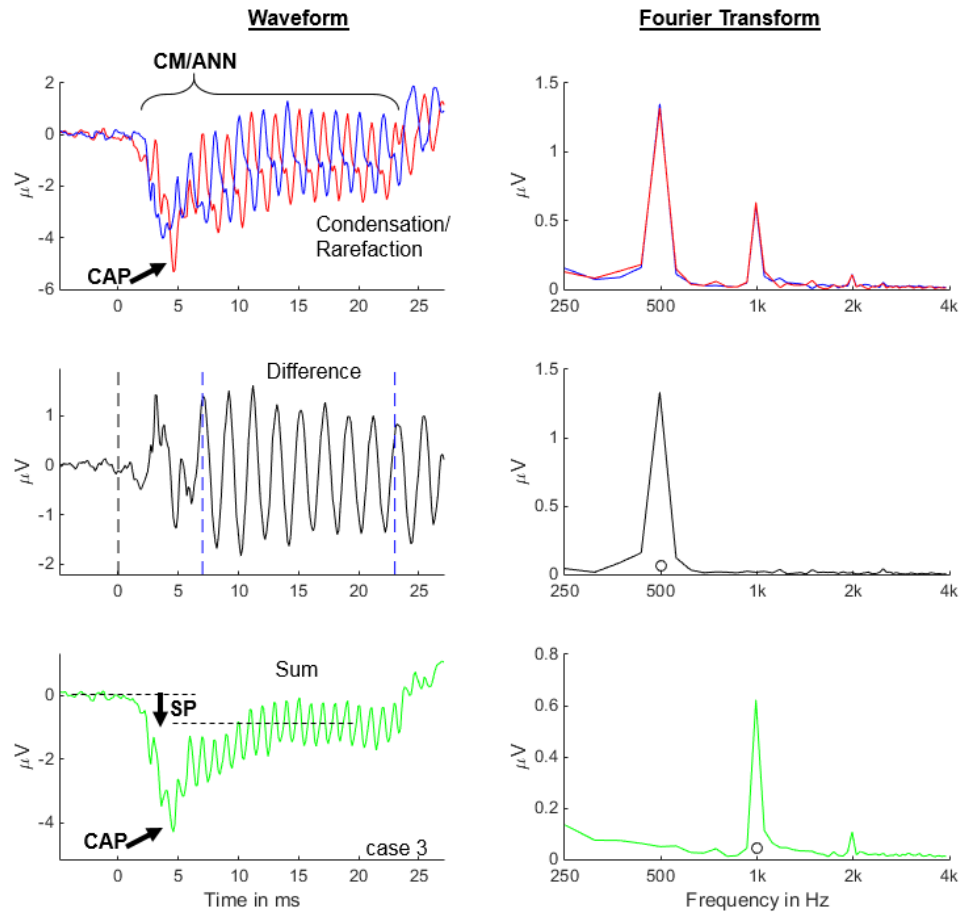 Waveform
Fourier Transform
CM/ANN
2
0
-2
-4
-6
μV
CAP
Condensation/
Rarefaction
0
5
10
15
20
25
1.5
1
0.5
0
μV
250
500
1k
2k
4k
Difference
1
0
-1
-2
μV
0
5
10
15
20
25
1.5
1
0.5
0
μV
250
500
1k
2k
4k
Sum
0
-2
-4
μV
SP
CAP
case 3
0
5
10
15
20
25
Time in ms
0.8
0.6
0.4
0.2
0
μV
250
500
1k
2k
4k
Frequency in Hz